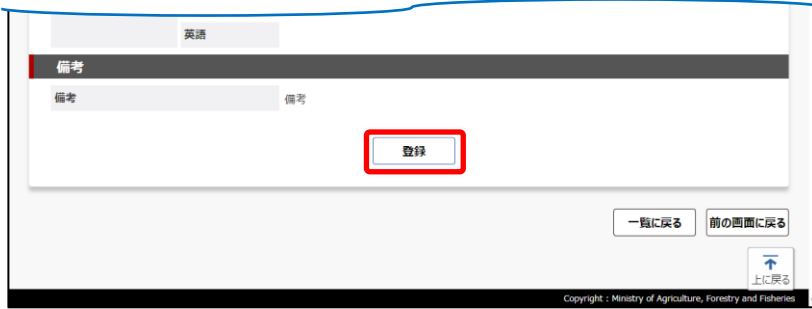 英語
備考
備考 備考
登録
一覧に戻る 前の画面に戻る
上に戻る
Copyright : Ministry of Agriculture, Forestry and Fisheries